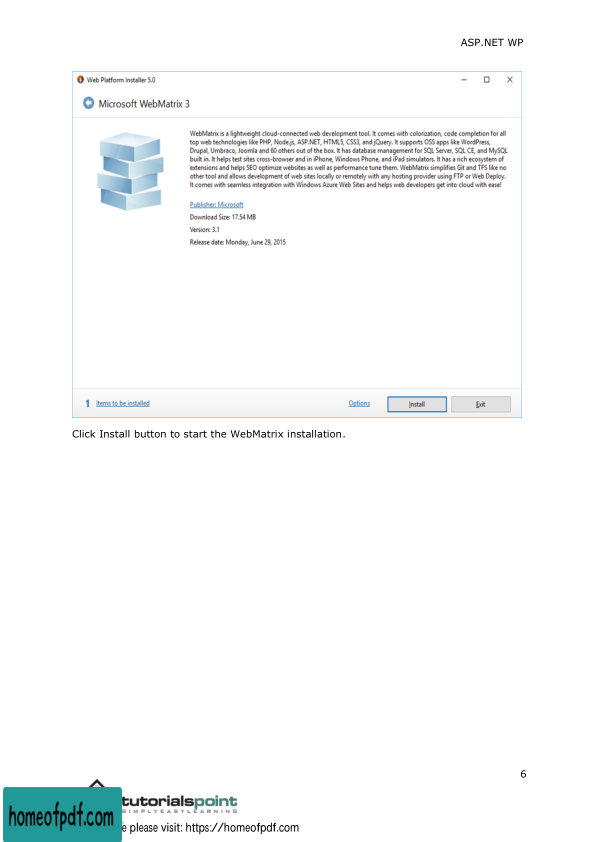 ASP.NET WP
Web Platform Installer 5.0
Microsoft WebMatrix 3
WebMatrix is a lightweight cloud-connected web development tool. It comes with colorization, code completion for all
top web technologies like PHP, Node.js, ASP.NET, HTML5, CSS3, and jQuery. It supports OSS apps like WordPress,
Drupal, Umbraco, Joomla and 60 others out of the box. It has database management for SQL Server, SQL CE, and MySQL
built in. It helps test sites cross-browser and in iPhone, Windows Phone, and iPad simulators. It has a rich ecosystem of
extensions and helps SEO optimize websites as well as performance tune them. WebMatrix simplifies Git and TFS like no
other tool and allows development of web sites locally or remotely with any hosting provider using FTP or Web Deploy.
It comes with seamless integration with Windows Azure Web Sites and helps web developers get into cloud with ease!
Publisher: Microsoft
Download Size: 17.54 MB
Version: 3.1
Release date: Monday, June 29, 2015
1 Items to be installed
Options
Install
Exit
Click Install button to start the WebMatrix installation.
6
tutorialspoint
SIMPLYEASYLEARNING
homeofpdf.com
e please visit: https://homeofpdf.com